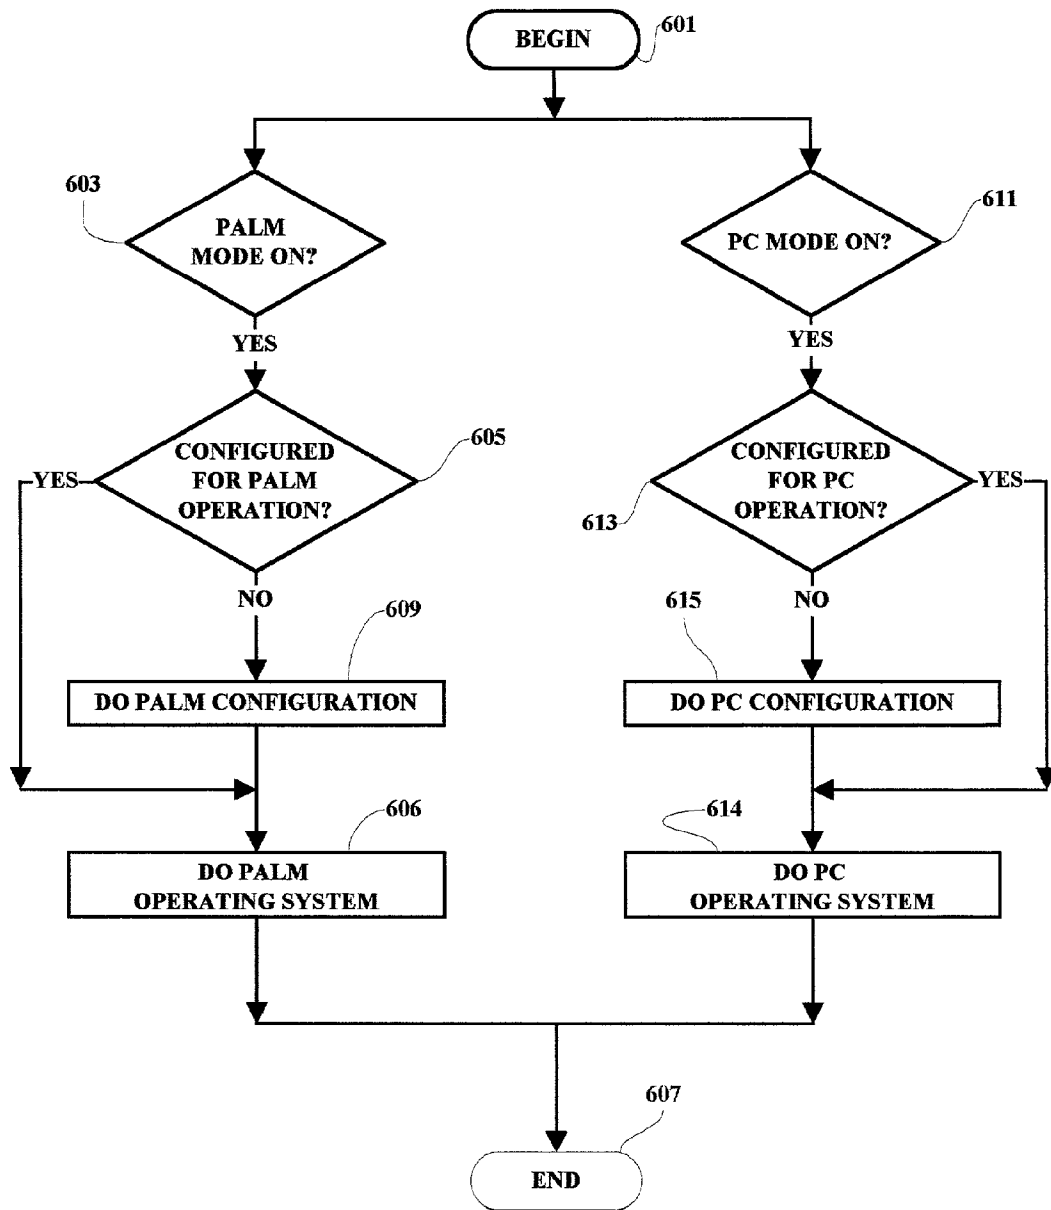 BEGIN
601
603
PALM
MODE ON?
611
PC MODE ON?
YES
YES
605
CONFIGURED
FOR PALM
OPERATION?
YES
CONFIGURED
FOR PC
OPERATION?
YES
613
NO
NO
609
615
DO PALM CONFIGURATION
DO PC CONFIGURATION
606
614
DO PALM
OPERATING SYSTEM
DO PC
OPERATING SYSTEM
607
END